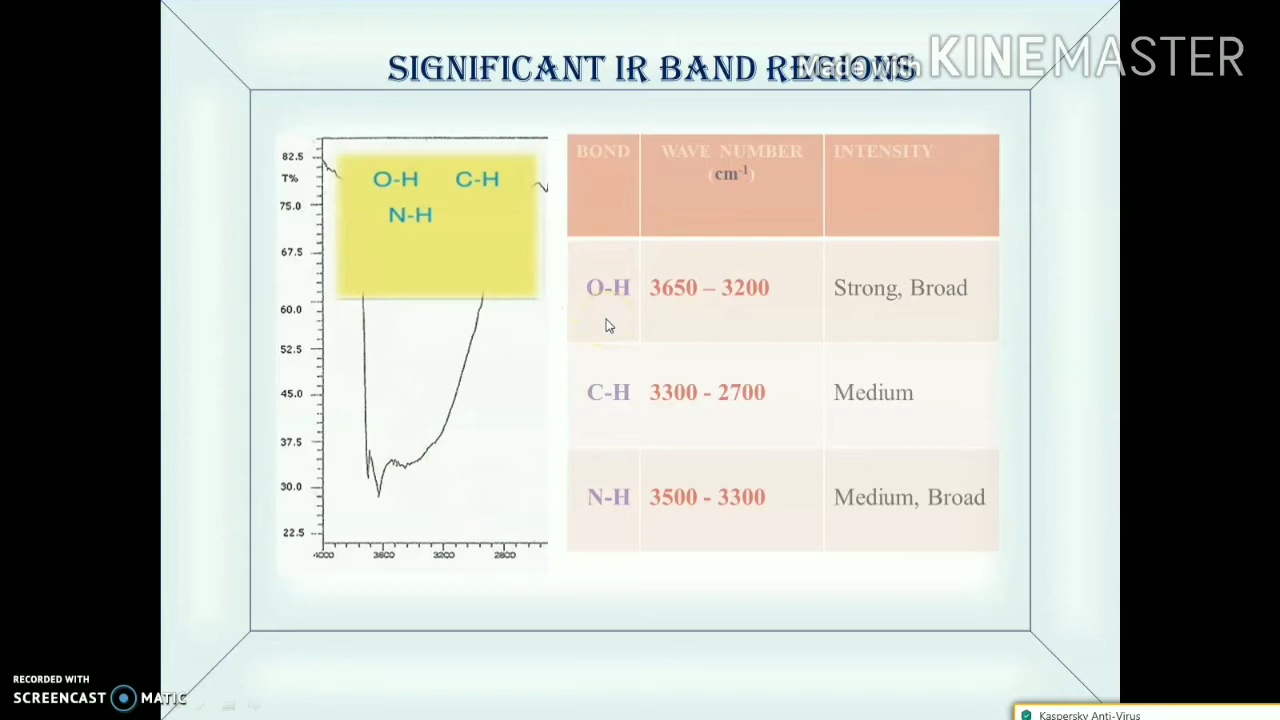 SIGNIFICANT IR BAND REGIONS
Made with KINEMASTER
82.5
T%
75.0
67.5
60.0
52.5
45.0
37.5
30.0
22.5
4000 3600 3200 2800
O-H C-H
N-H
BOND WAVE NUMBER (cm-1) INTENSITY
O-H 3650 – 3200 Strong, Broad
C-H 3300 - 2700 Medium
N-H 3500 - 3300 Medium, Broad
RECORDED WITH
SCREENCAST MATIC
Kaspersky Anti-Virus